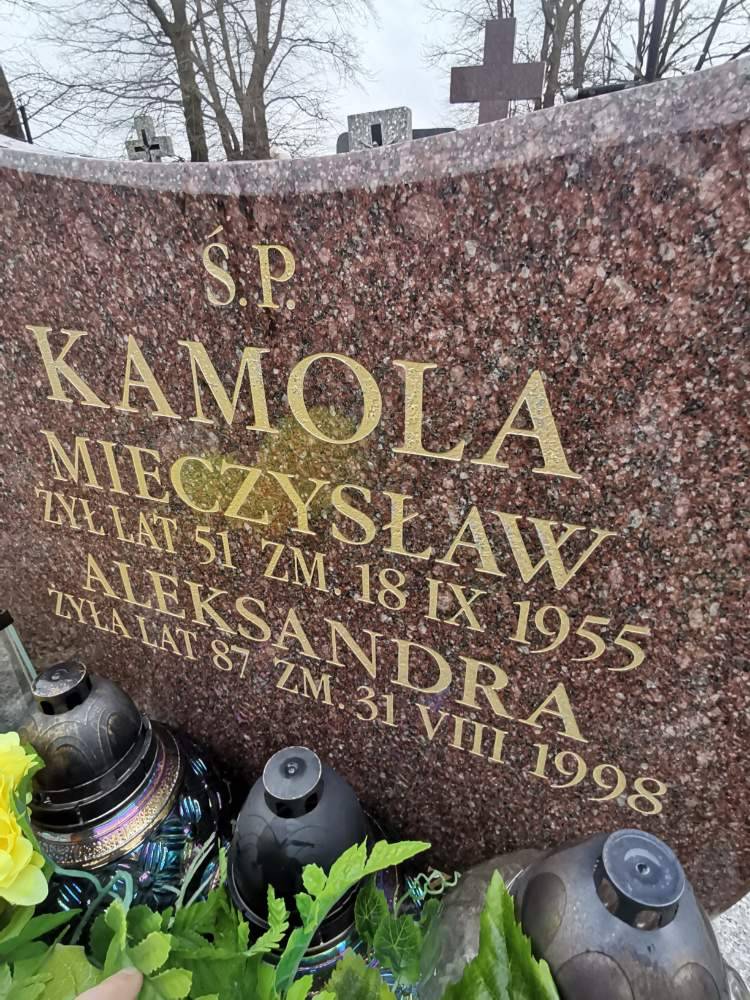 Ś.P.
KAMOLA
MIECZYSŁAW
ŻYŁ LAT 51 ZM. 18 IX 1955
ALEKSANDRA
ŻYŁA LAT 87 ZM. 31 VIII 1998